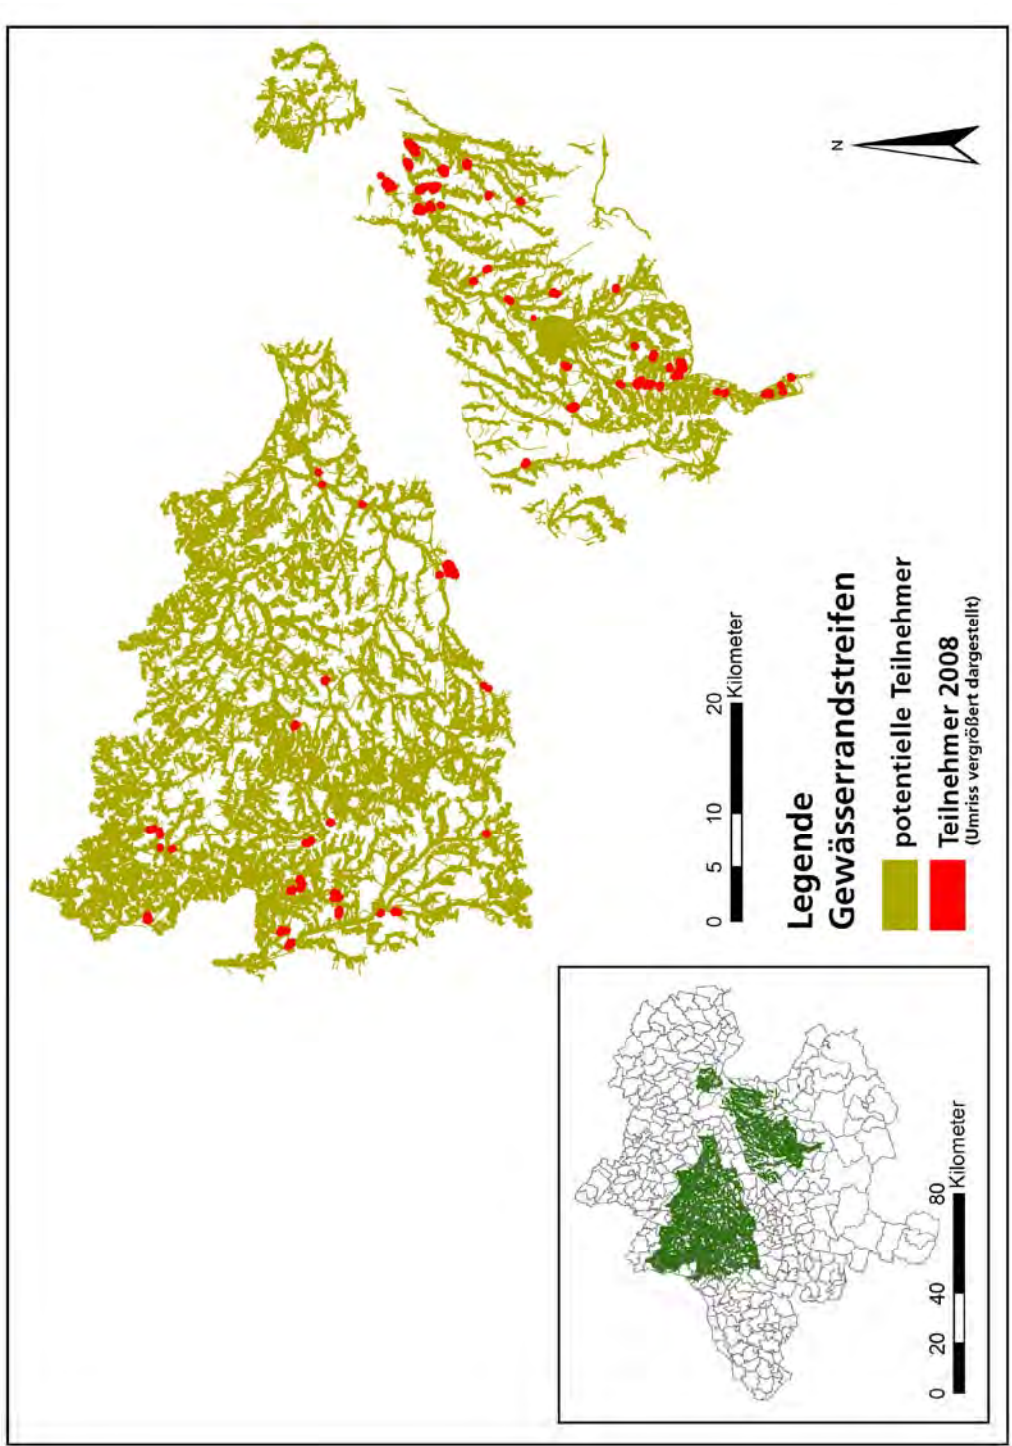 N
0 5 10 20
Kilometer
Legende
Gewässerrandstreifen
potentielle Teilnehmer
Teilnehmer 2008
(Umriss vergrößert dargestellt)
0 20 40 80
Kilometer